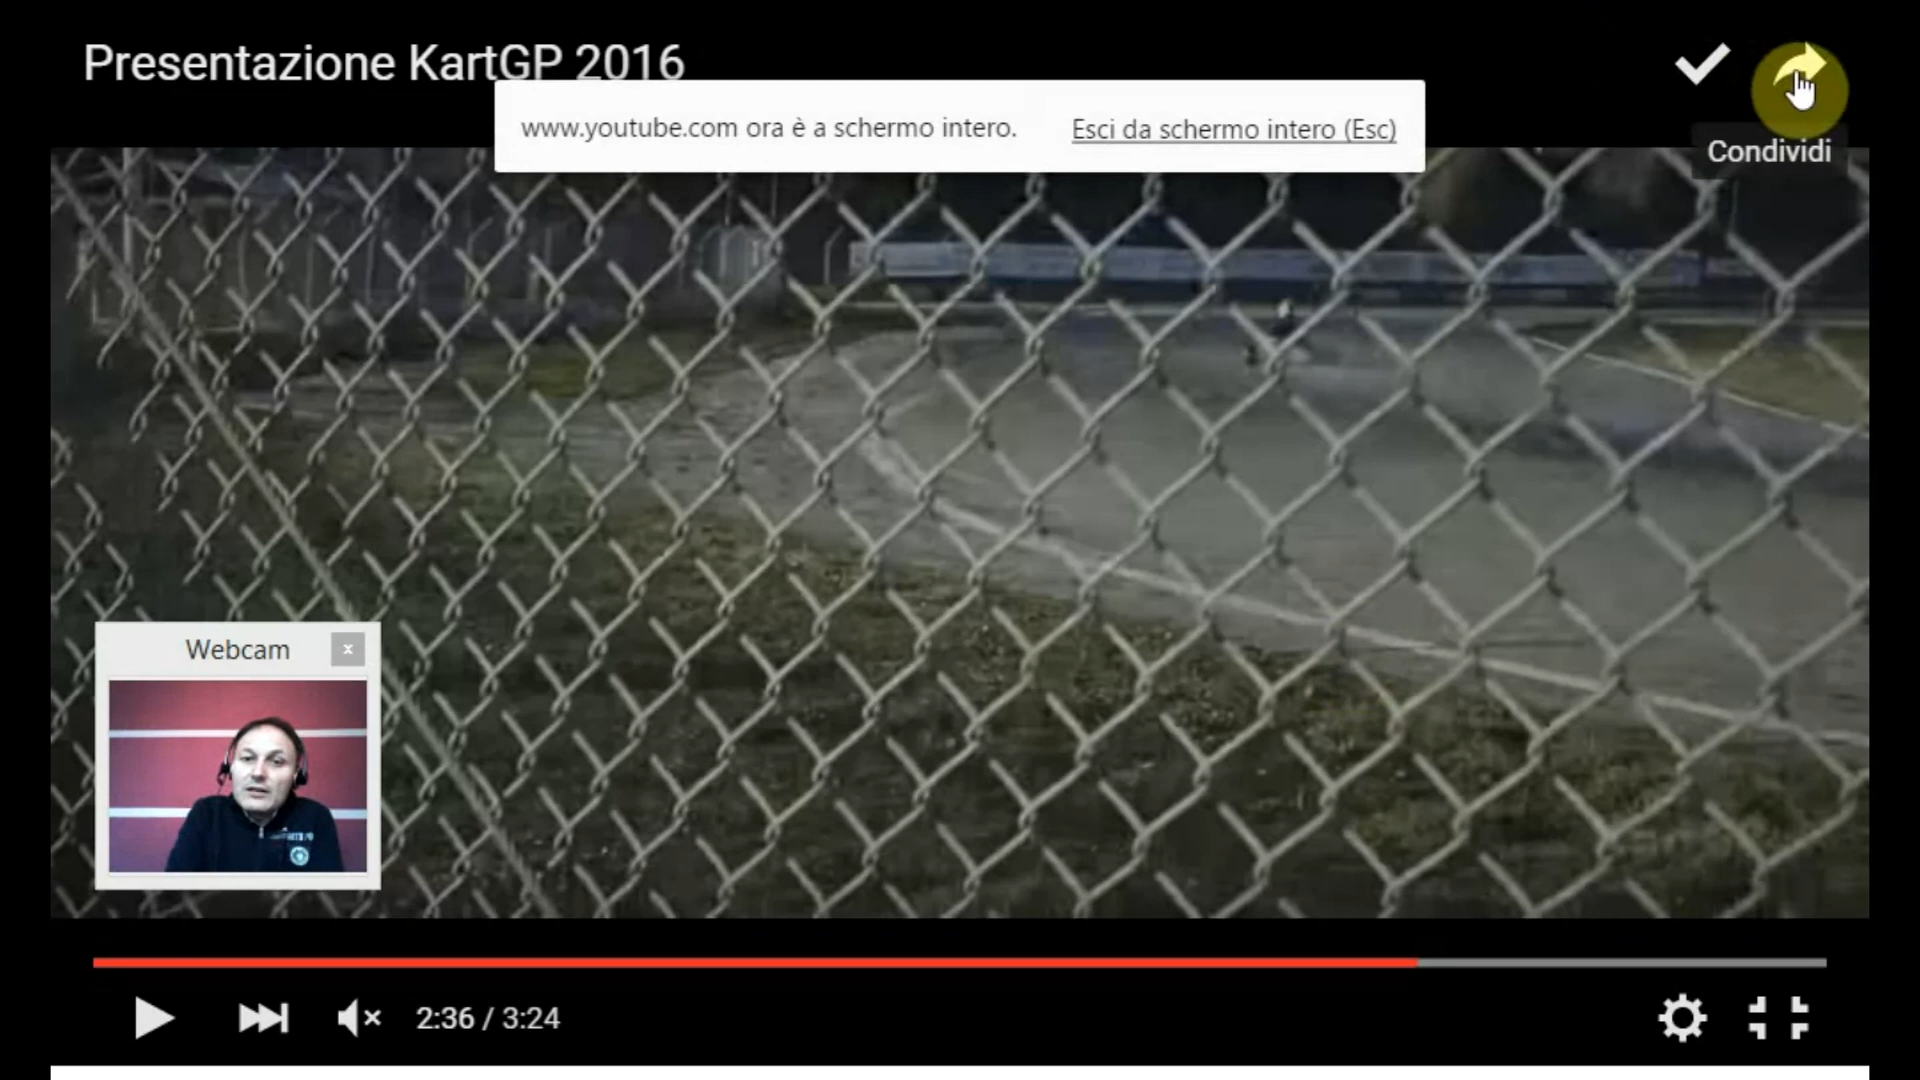 Presentazione KartGP 2016
www.youtube.com ora è a schermo intero. Esci da schermo intero (Esc)
Condividi
Webcam
2:36 / 3:24